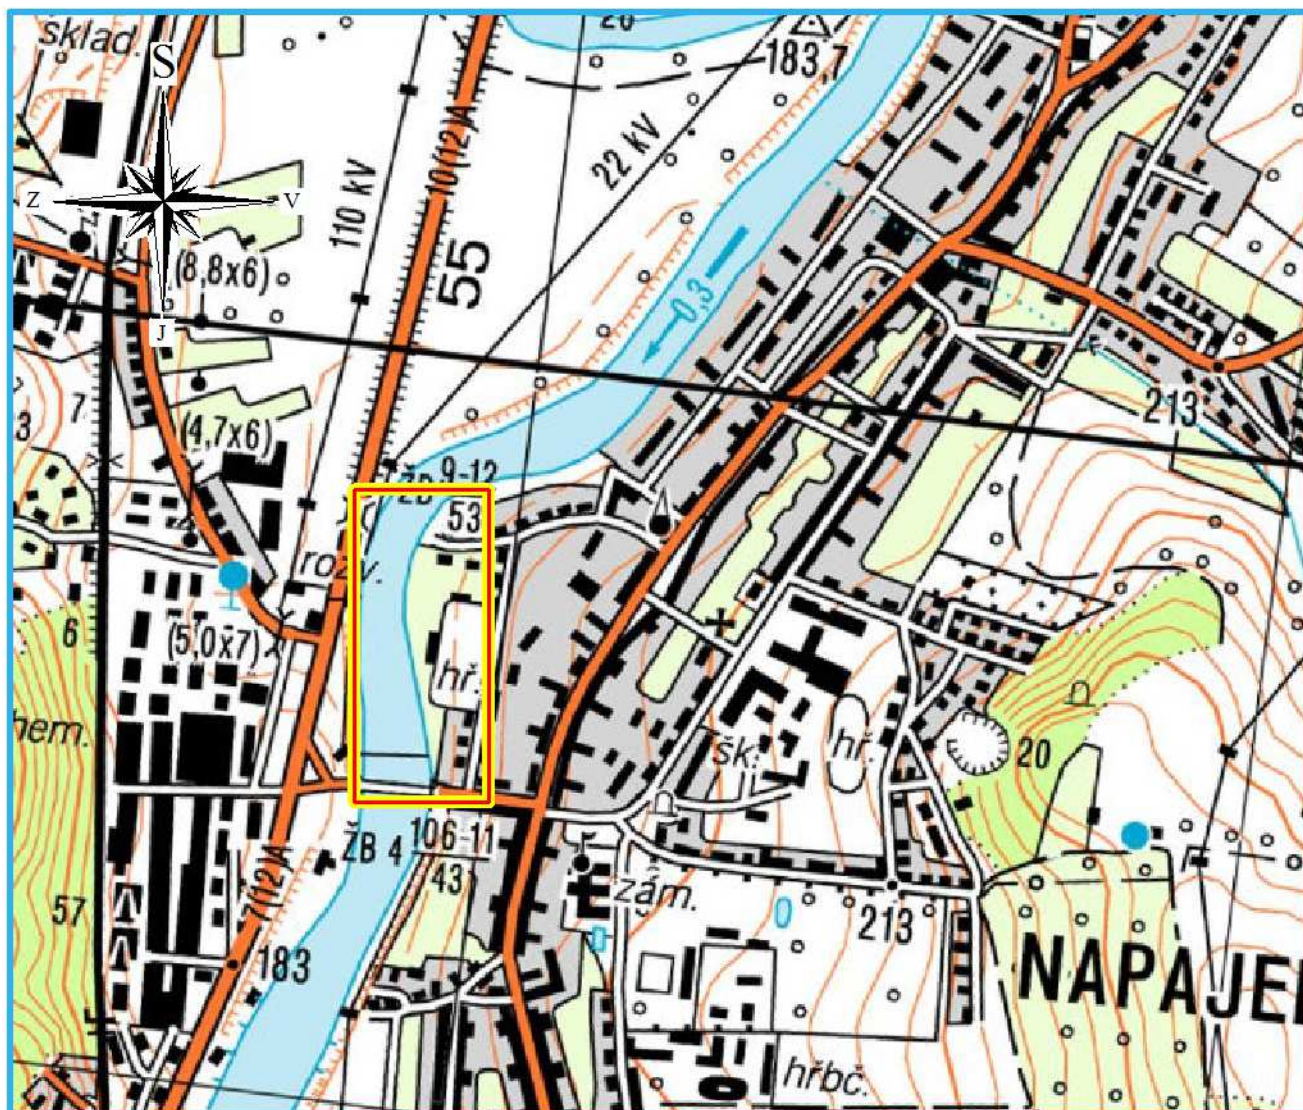 sklad.
20
183,7
S
Z
V
J
110 kV
10(12)A
22 kV
55
(8,8x6)
0,3
7
3
213
(4,7x6)
ŽB
9-12
53
rozv.
6
(5,0x7)
hř.
hem.
šk.
hř.
20
ŽB 4
106-11
43
zám.
57
7(12)A
183
213
NAPAJE
hřbč.